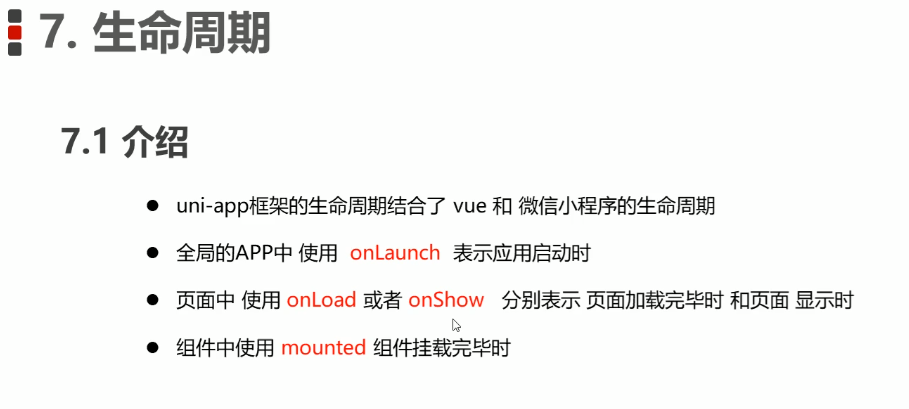 7. 生命周期
7.1 介绍
● uni-app框架的生命周期结合了 vue 和 微信小程序的生命周期
● 全局的APP中 使用 onLaunch 表示应用启动时
● 页面中 使用 onLoad 或者 onShow 分别表示 页面加载完毕时 和页面 显示时
● 组件中使用 mounted 组件挂载完毕时